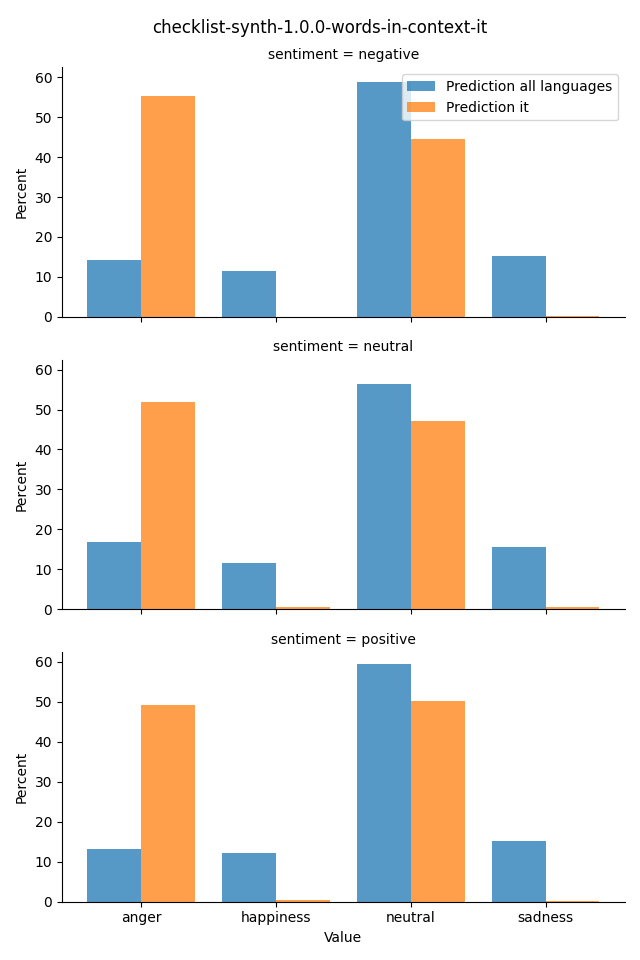 checklist-synth-1.0.0-words-in-context-it
sentiment = negative
Prediction all languages
Prediction it
Percent
60
50
40
30
20
10
0
sentiment = neutral
Percent
60
50
40
30
20
10
0
sentiment = positive
Percent
60
50
40
30
20
10
0
anger happiness neutral sadness
Value